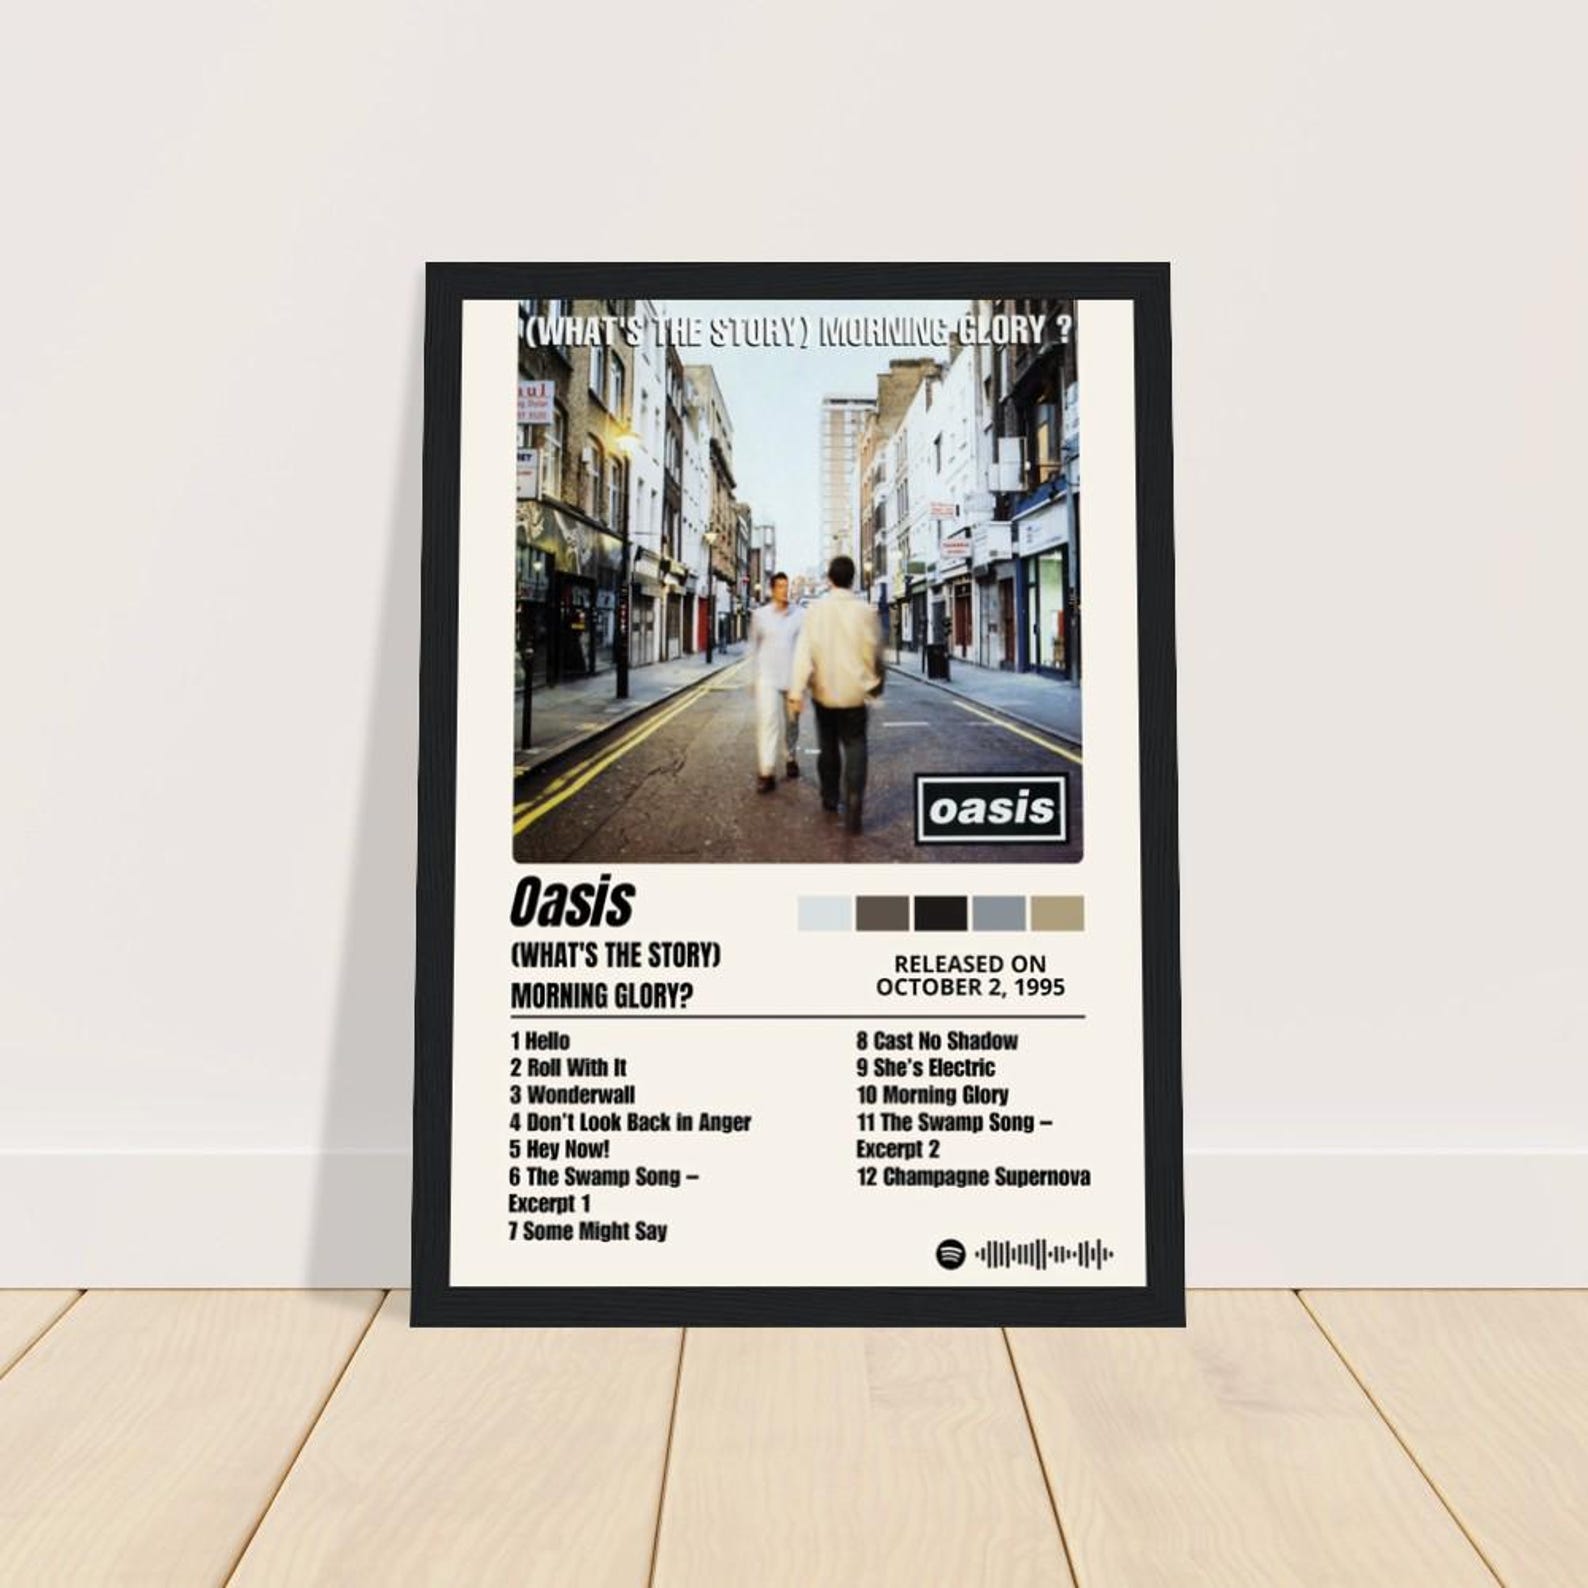 (WHAT'S THE STORY) MORNING GLORY ?
oasis
Oasis
(WHAT'S THE STORY)
MORNING GLORY?
RELEASED ON
OCTOBER 2, 1995
1 Hello
2 Roll With It
3 Wonderwall
4 Don't Look Back in Anger
5 Hey Now!
6 The Swamp Song –
Excerpt 1
7 Some Might Say
8 Cast No Shadow
9 She's Electric
10 Morning Glory
11 The Swamp Song –
Excerpt 2
12 Champagne Supernova